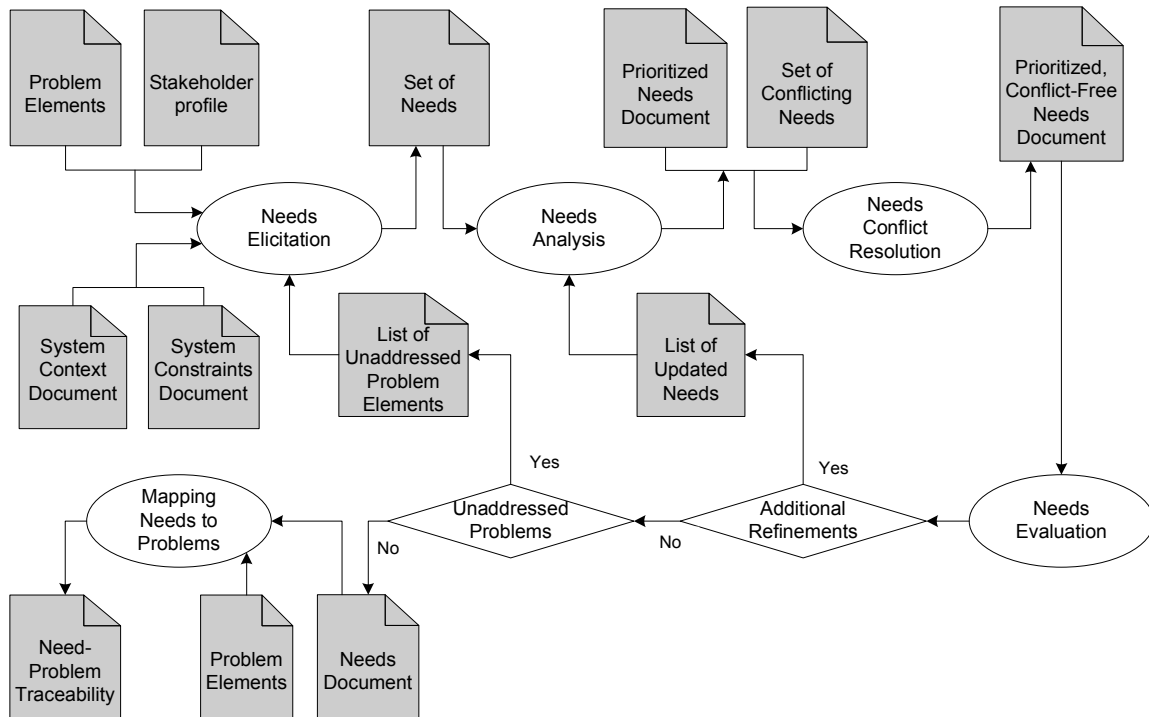 Problem
Elements
Stakeholder
profile
Set of
Needs
Prioritized
Needs
Document
Set of
Conflicting
Needs
Prioritized,
Conflict-Free
Needs
Document
Needs
Elicitation
Needs
Analysis
Needs
Conflict
Resolution
System
Context
Document
System
Constraints
Document
List of
Unaddressed
Problem
Elements
List of
Updated
Needs
Yes
Yes
Mapping
Needs to
Problems
Unaddressed
Problems
Additional
Refinements
Needs
Evaluation
No
No
Need-
Problem
Traceability
Problem
Elements
Needs
Document